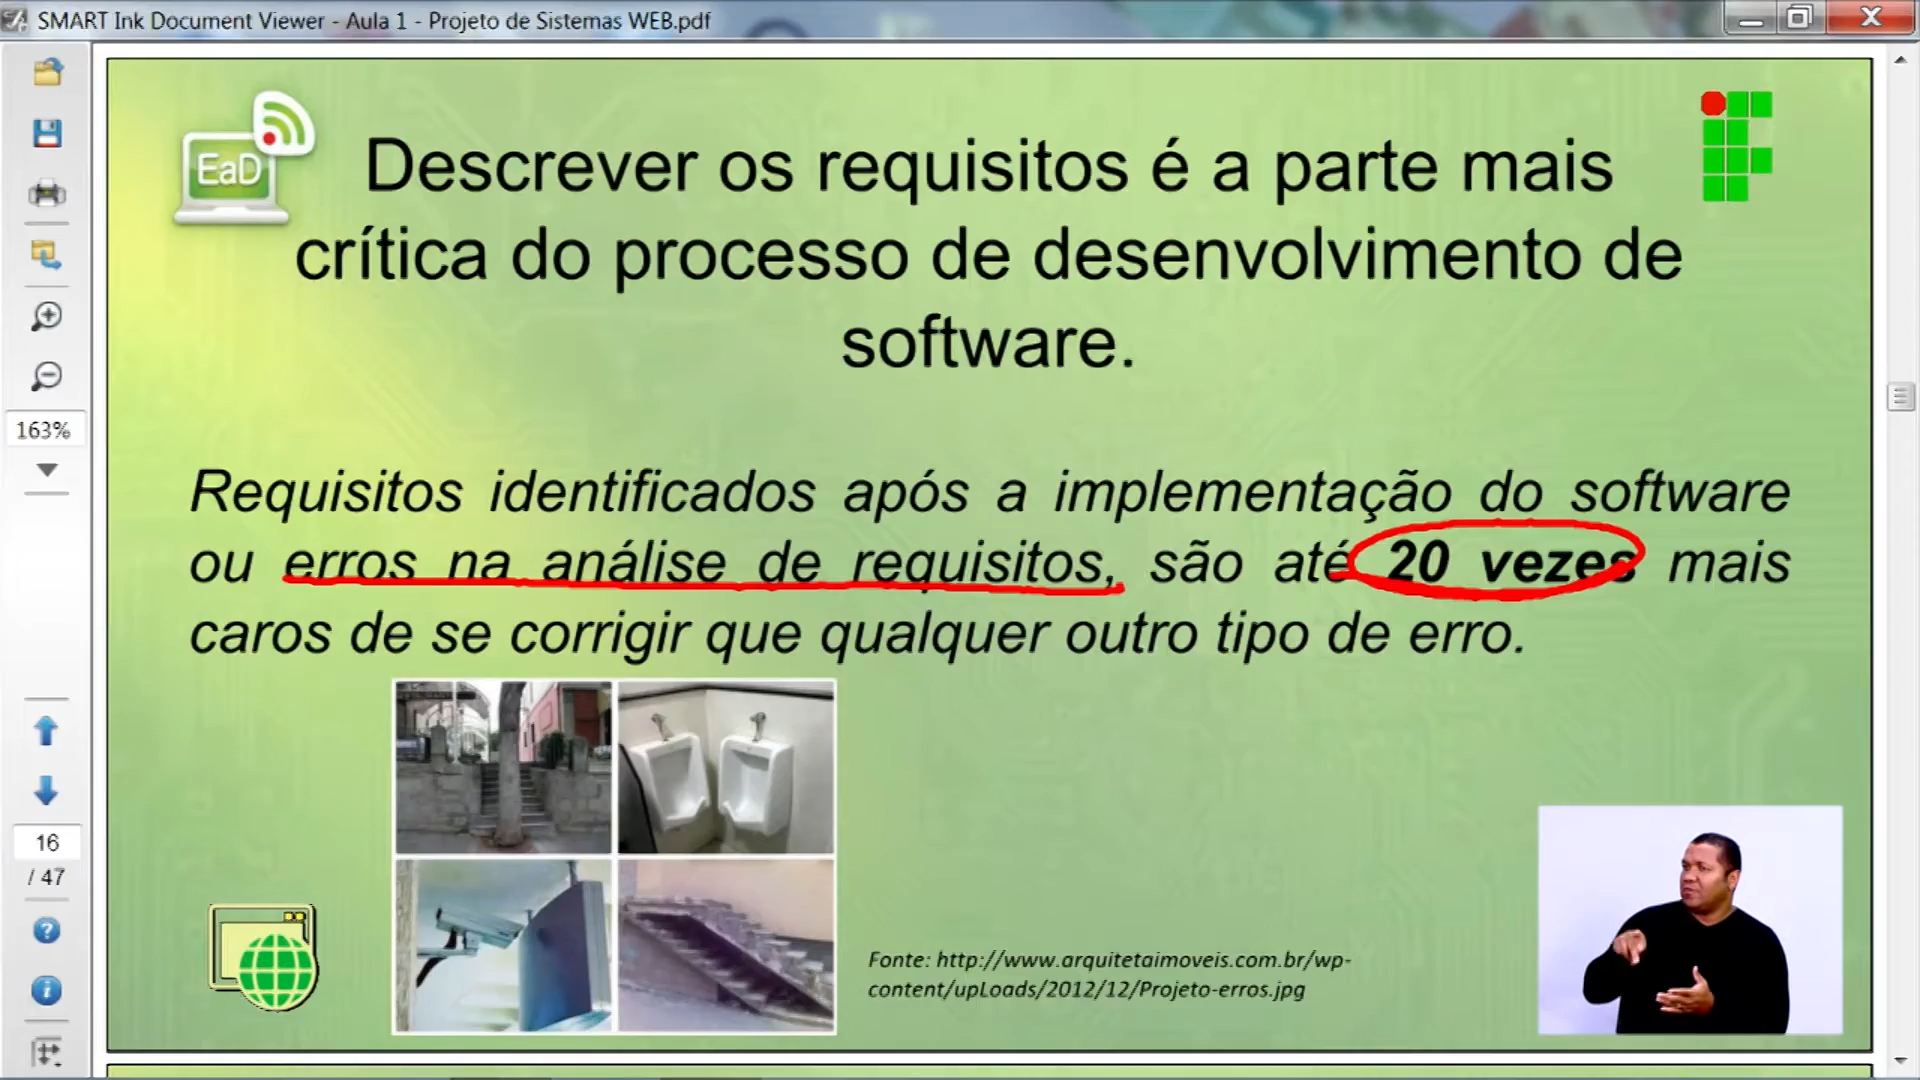 SMART Ink Document Viewer - Aula 1 - Projeto de Sistemas WEB.pdf
EaD
Descrever os requisitos é a parte mais
crítica do processo de desenvolvimento de
software.
163%
Requisitos identificados após a implementação do software
ou erros na análise de requisitos, são até 20 vezes mais
caros de se corrigir que qualquer outro tipo de erro.
16
/ 47
Fonte: http://www.arquitetaimoveis.com.br/wp-
content/upLoads/2012/12/Projeto-erros.jpg